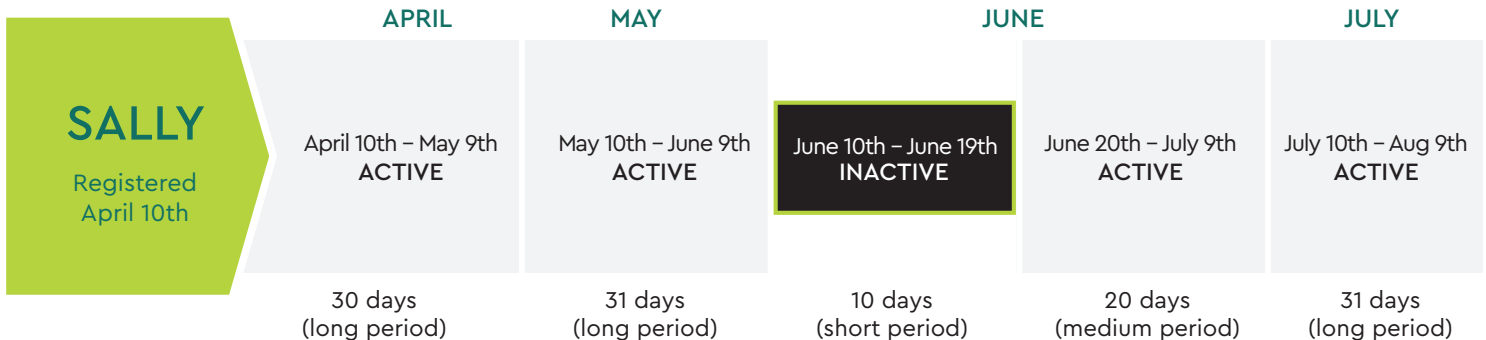 APRIL
MAY
JUNE
JULY
SALLY
Registered
April 10th
April 10th – May 9th
ACTIVE
May 10th – June 9th
ACTIVE
June 10th – June 19th
INACTIVE
June 20th – July 9th
ACTIVE
July 10th – Aug 9th
ACTIVE
30 days
(long period)
31 days
(long period)
10 days
(short period)
20 days
(medium period)
31 days
(long period)